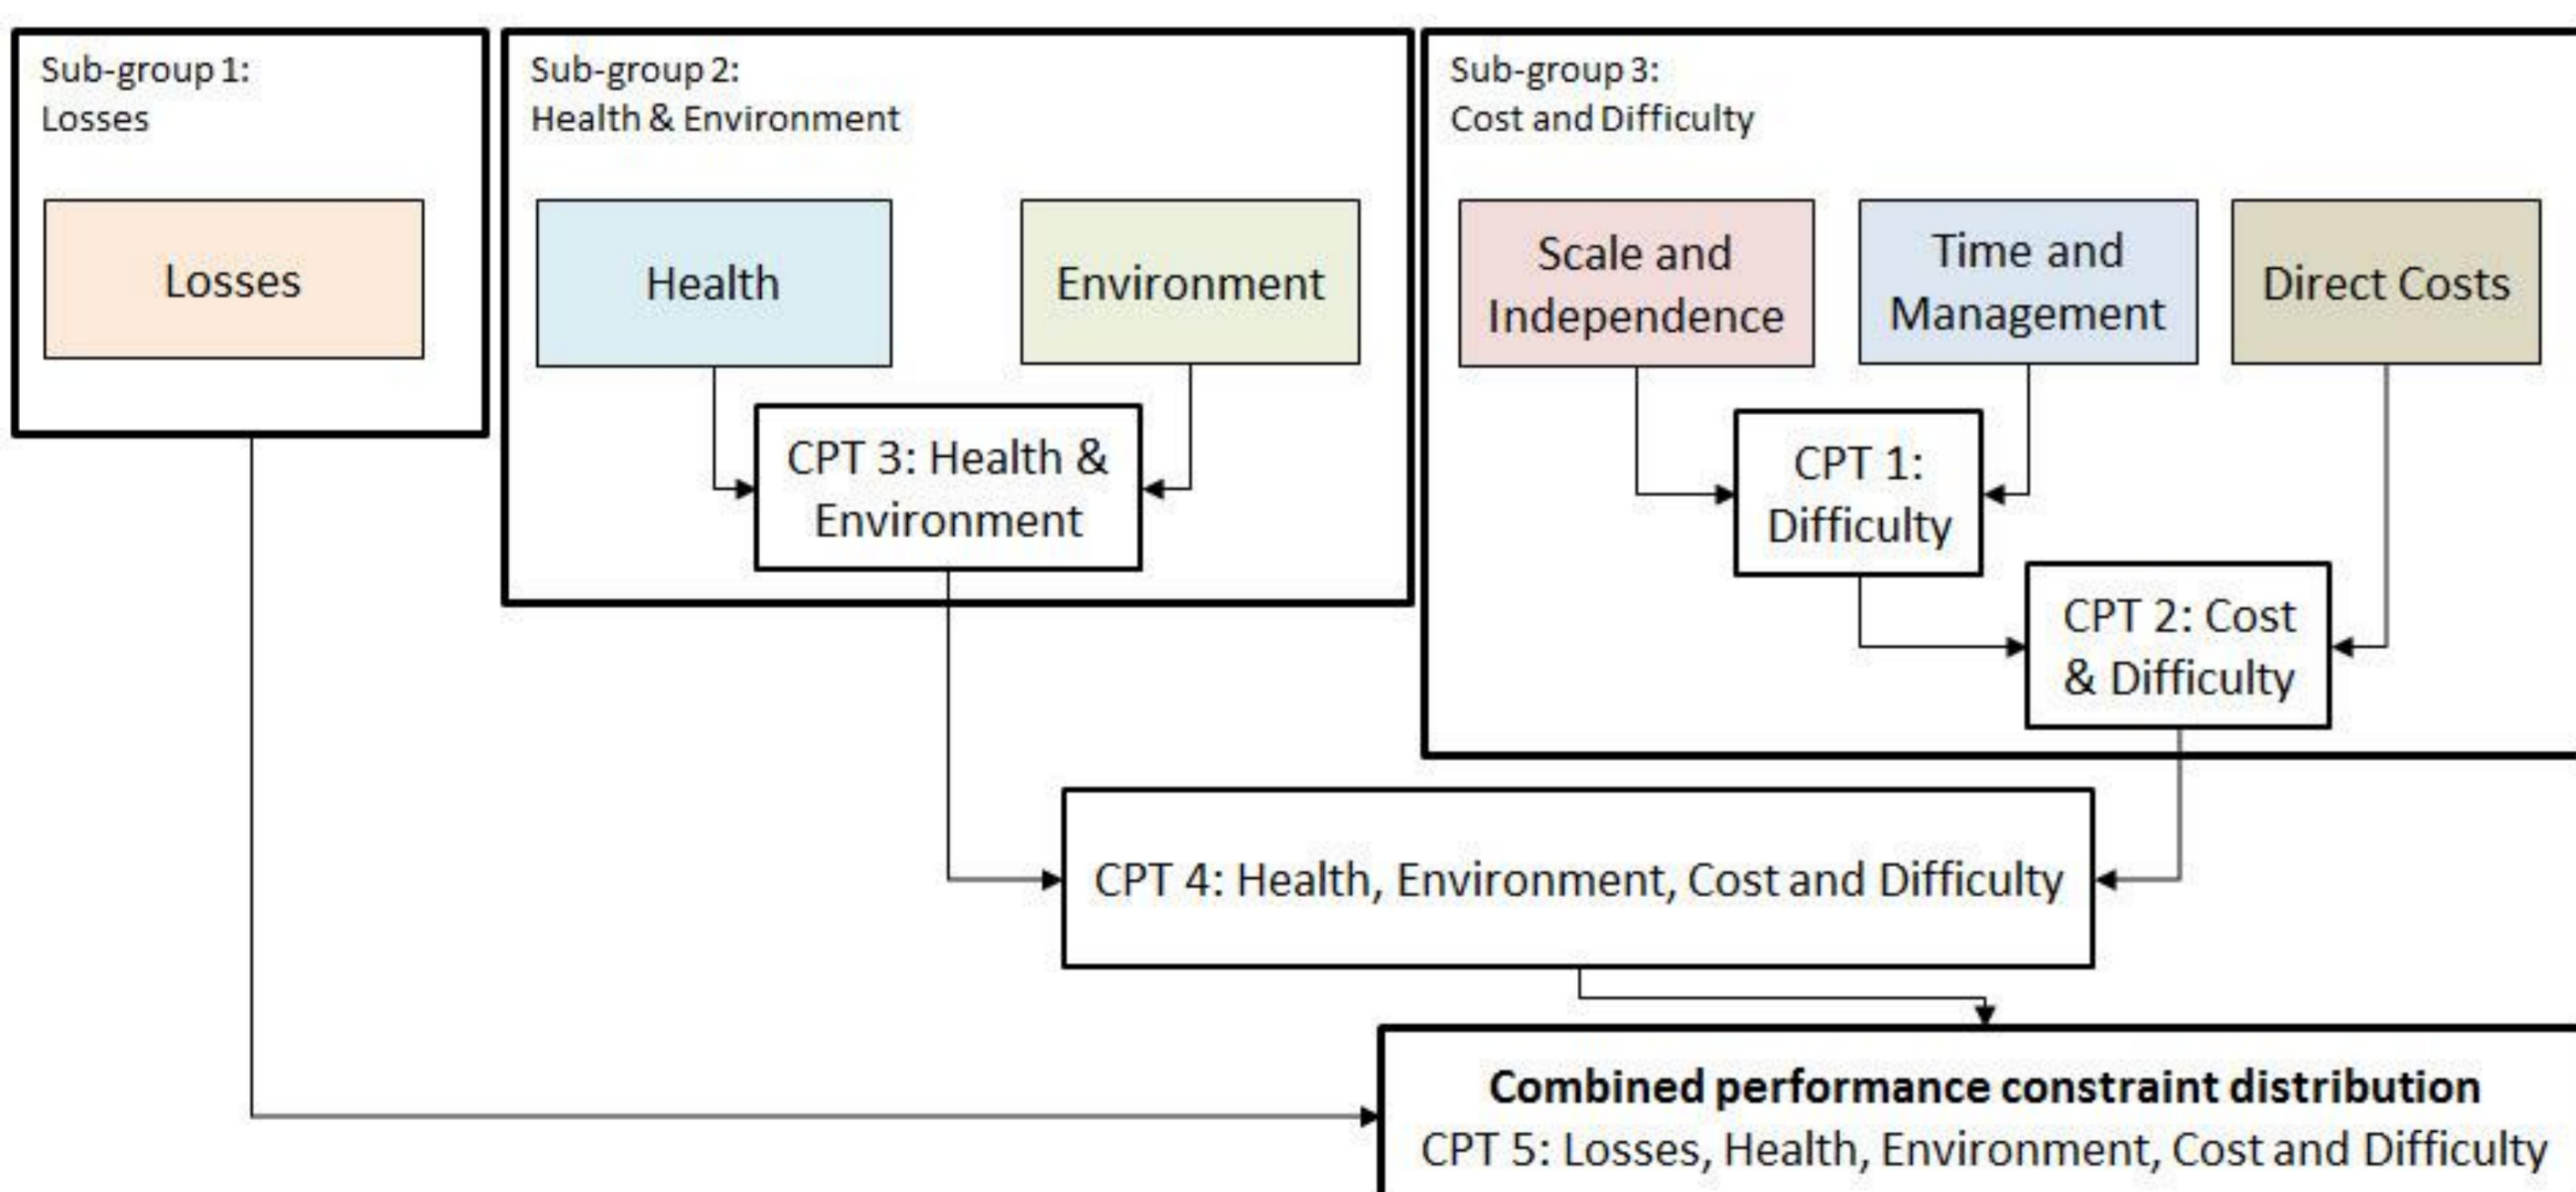 Sub-group 1:
Losses
Sub-group 2:
Health & Environment
Sub-group 3:
Cost and Difficulty
Losses
Health
Environment
Scale and
Independence
Time and
Management
Direct Costs
CPT 3: Health &
Environment
CPT 1:
Difficulty
CPT 2: Cost
& Difficulty
CPT 4: Health, Environment, Cost and Difficulty
Combined performance constraint distribution
CPT 5: Losses, Health, Environment, Cost and Difficulty